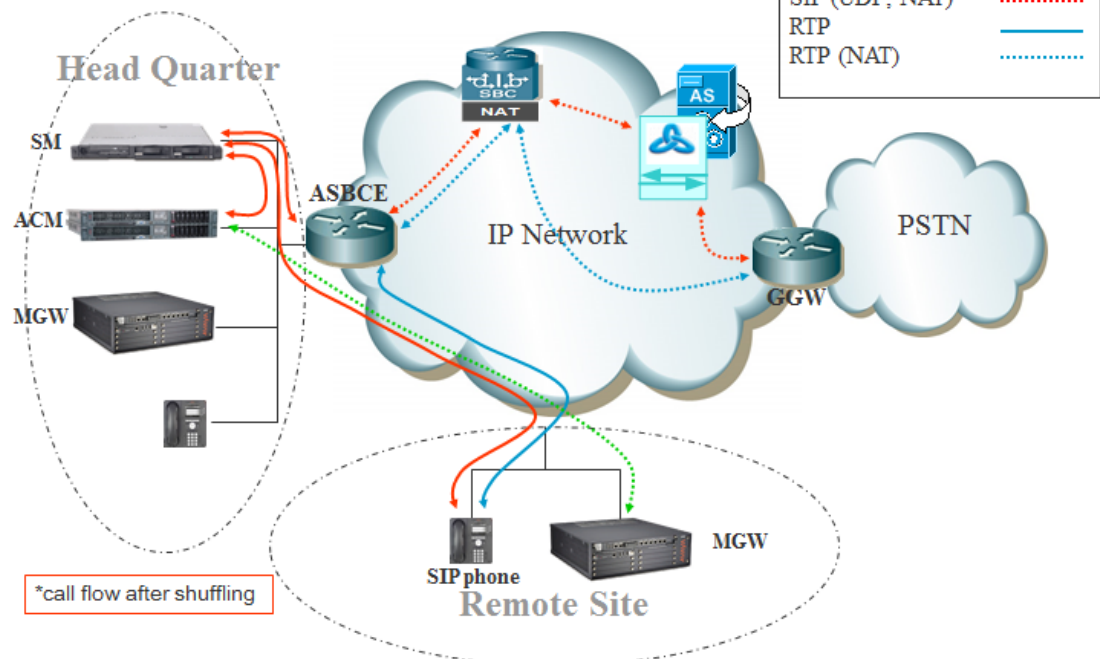 SIP (UDP, NAT)
RTP
RTP (NAT)
Head Quarter
SBC
NAT
AS
SM
ASBCE
ACM
IP Network
PSTN
GGW
MGW
SIP phone
MGW
*call flow after shuffling
Remote Site